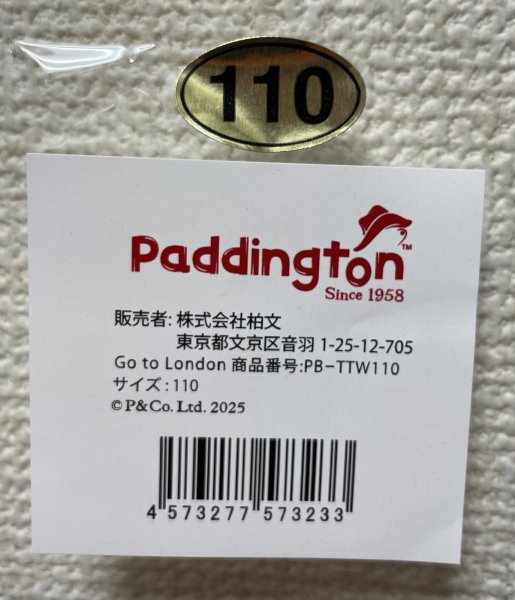 110
Paddington™
Since 1958
販売者: 株式会社柏文
東京都文京区音羽 1-25-12-705
Go to London 商品番号:PB-TTW110
サイズ : 110
© P&Co. Ltd. 2025
4 573277 573233